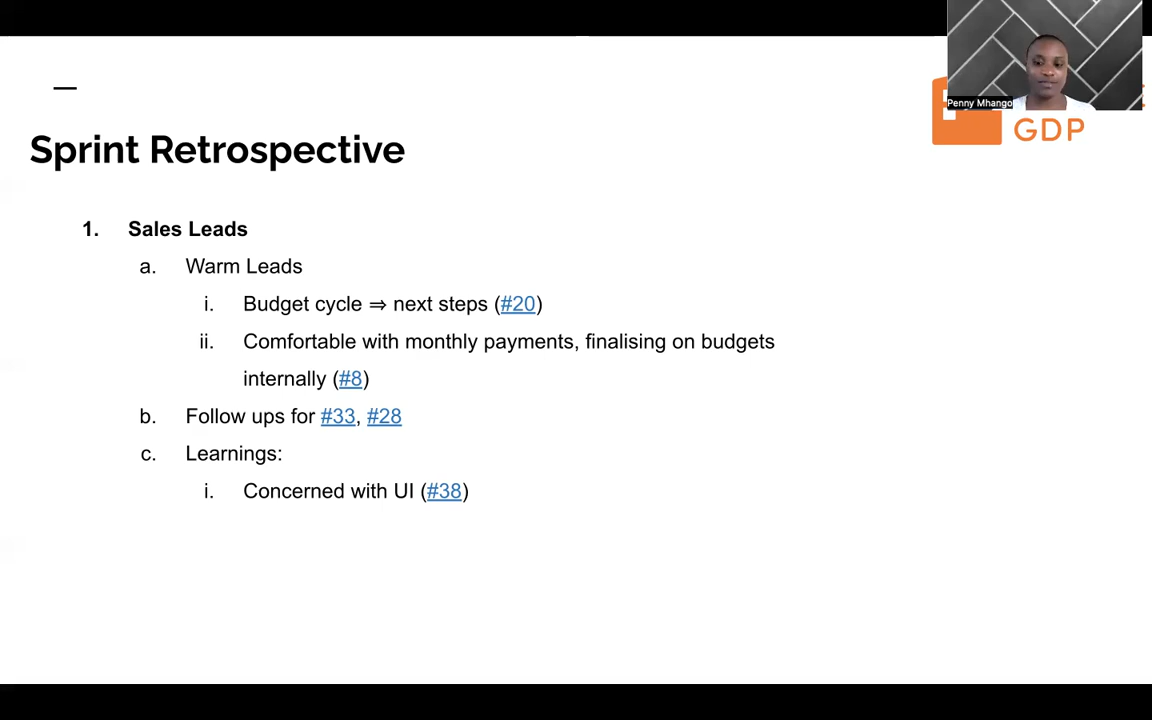 Penny Mhango
GDP
Sprint Retrospective
1. Sales Leads
a. Warm Leads
i. Budget cycle ⇒ next steps (#20)
ii. Comfortable with monthly payments, finalising on budgets
internally (#8)
b. Follow ups for #33, #28
c. Learnings:
i. Concerned with UI (#38)